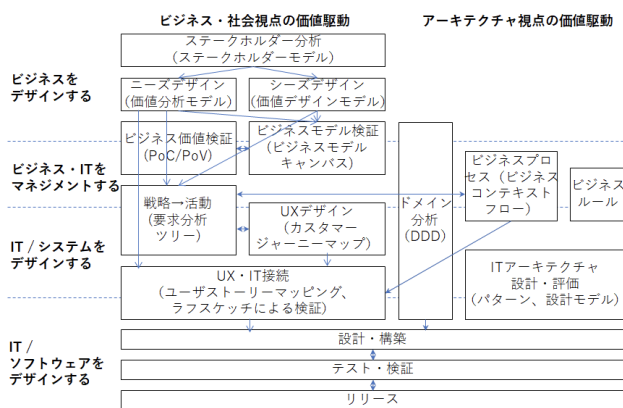 ビジネス・社会視点の価値駆動
アーキテクチャ視点の価値駆動
ステークホルダー分析
(ステークホルダーモデル)
ビジネスを
デザインする
ニーズデザイン
(価値分析モデル)
シーズデザイン
(価値デザインモデル)
ビジネス価値検証
(PoC/PoV)
ビジネスモデル検証
(ビジネスモデル
キャンバス)
ビジネス・ITを
マネジメントする
戦略→活動
(要求分析
ツリー)
UXデザイン
(カスタマー
ジャーニーマップ)
ドメイン
分析
(DDD)
ビジネスプロ
セス(ビジネス
コンテキスト
フロー)
ビジネス
ルール
IT / システムを
デザインする
UX・IT接続
(ユーザストーリーマッピング、
ラフスケッチによる検証)
ITアーキテクチャ
設計・評価
(パターン、設計モデル)
IT /
ソフトウェアを
デザインする
設計・構築
テスト・検証
リリース